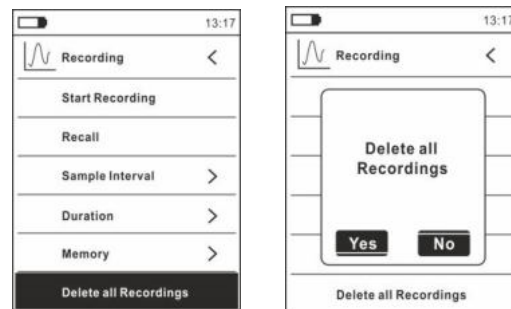 13:17
Recording
Start Recording
Recall
Sample Interval
Duration
Memory
Delete all Recordings
13:17
Recording
Delete all
Recordings
Yes No
Delete all Recordings